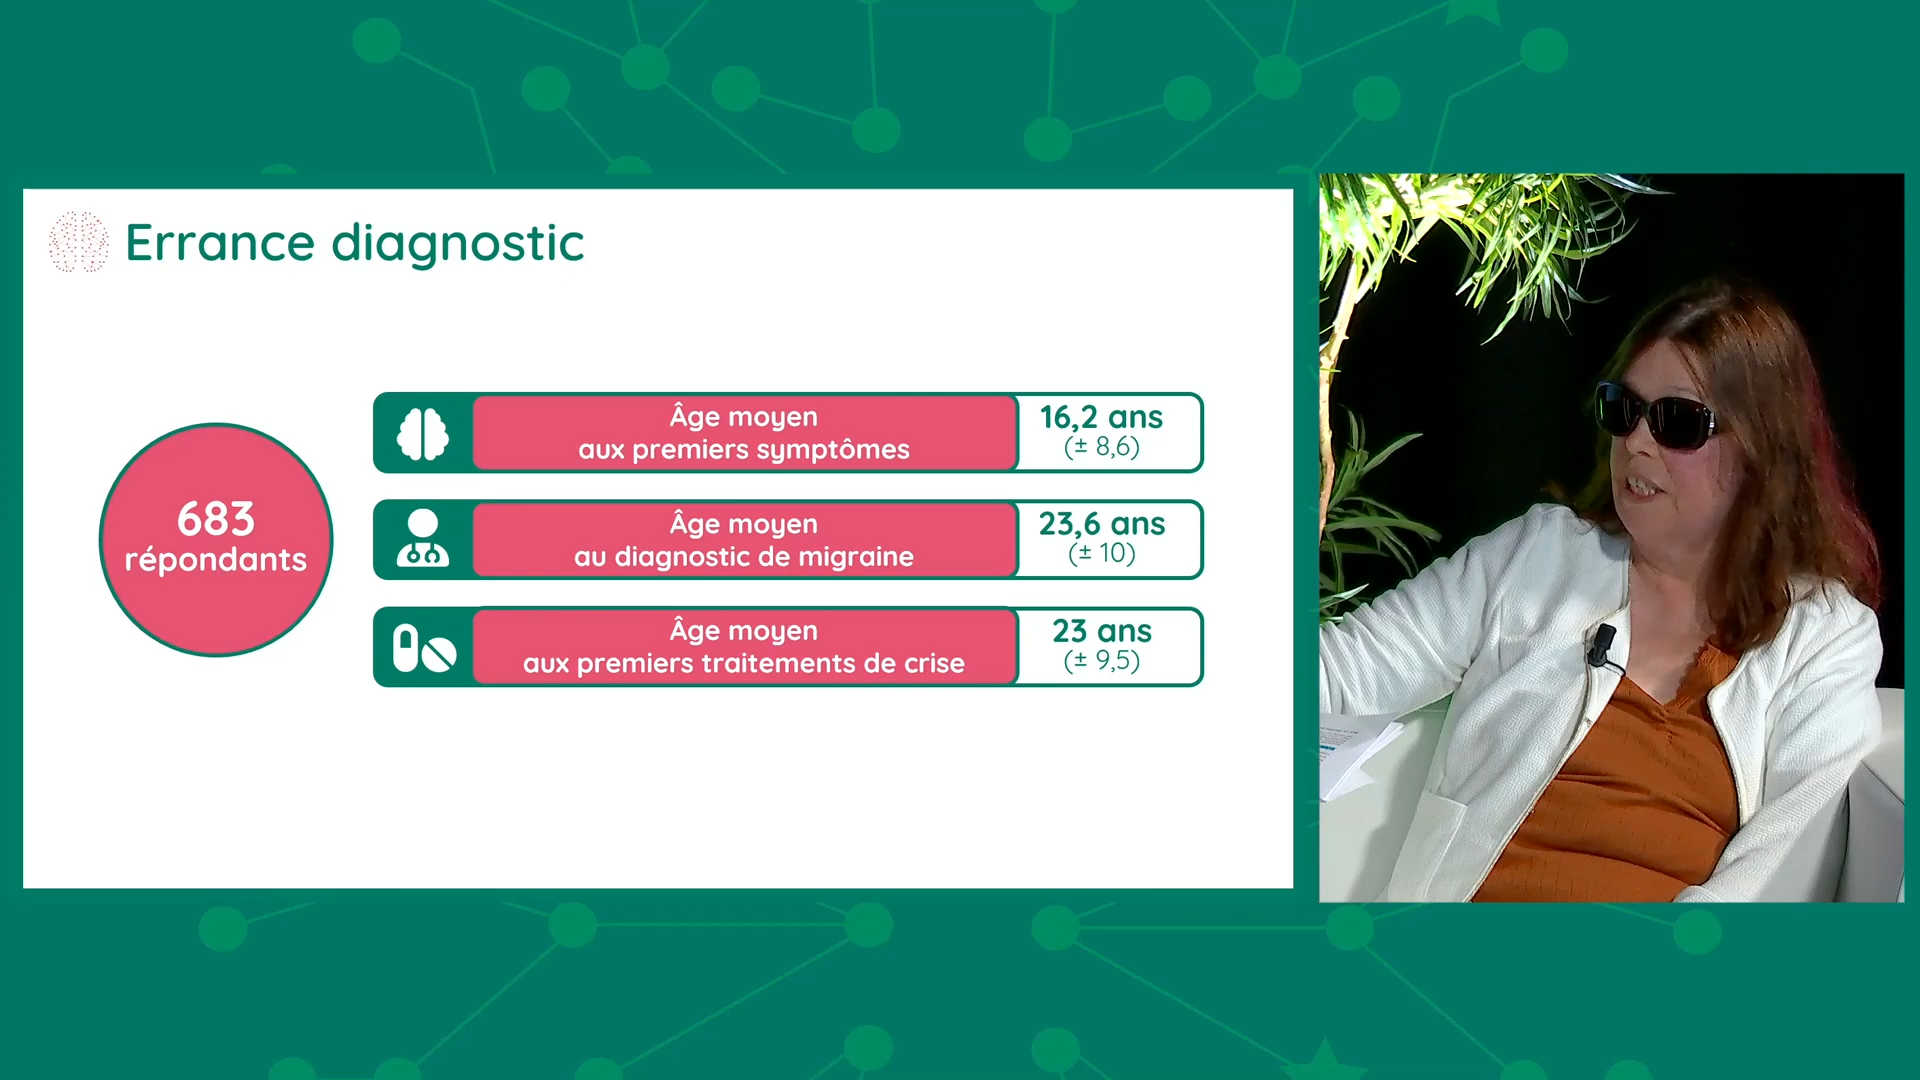 Errance diagnostic
683
répondants
Âge moyen
aux premiers symptômes
16,2 ans
(± 8,6)
Âge moyen
au diagnostic de migraine
23,6 ans
(± 10)
Âge moyen
aux premiers traitements de crise
23 ans
(± 9,5)